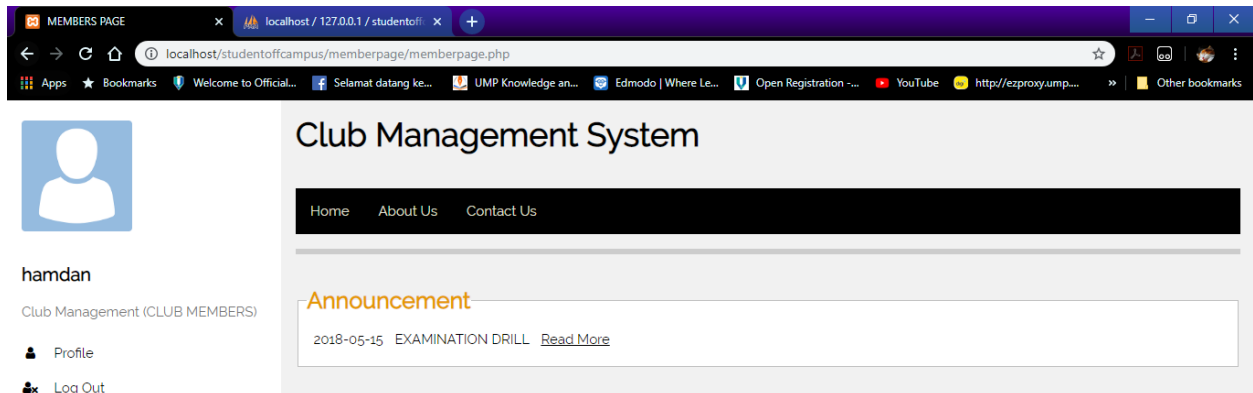 MEMBERS PAGE
localhost / 127.0.0.1 / studentoffc
localhost/studentoffcampus/memberpage/memberpage.php
Apps Bookmarks Welcome to Official... Selamat datang ke... UMP Knowledge an... Edmodo | Where Le... Open Registration -... YouTube http://ezproxy.ump.... » Other bookmarks
Club Management System
Home About Us Contact Us
hamdan
Club Management (CLUB MEMBERS)
Profile
Log Out
Announcement
2018-05-15 EXAMINATION DRILL Read More